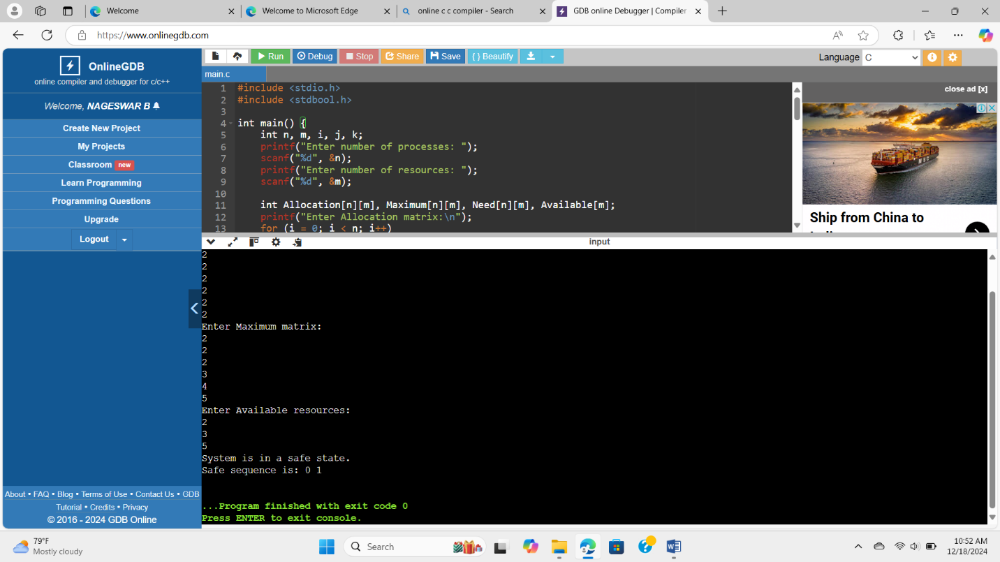 Welcome
Welcome to Microsoft Edge
online c c compiler - Search
GDB online Debugger | Compiler
https://www.onlinegdb.com
OnlineGDB
online compiler and debugger for c/c++
Welcome, NAGESWAR B
Create New Project
My Projects
Classroom new
Learn Programming
Programming Questions
Upgrade
Logout
About • FAQ • Blog • Terms of Use • Contact Us • GDB
Tutorial • Credits • Privacy
© 2016 - 2024 GDB Online
Run Debug Stop Share Save { } Beautify
Language C
main.c
1 #include <stdio.h>
2 #include <stdbool.h>
3
4 int main() {
5 int n, m, i, j, k;
6 printf("Enter number of processes: ");
7 scanf("%d", &n);
8 printf("Enter number of resources: ");
9 scanf("%d", &m);
10
11 int Allocation[n][m], Maximum[n][m], Need[n][m], Available[m];
12 printf("Enter Allocation matrix:\n");
13 for (i = 0; i < n; i++)
close ad [x]
MSC
Ship from China to
input
2
2
2
2
2
2
Enter Maximum matrix:
2
2
2
3
4
5
Enter Available resources:
2
3
5
System is in a safe state.
Safe sequence is: 0 1
...Program finished with exit code 0
Press ENTER to exit console.
79°F
Mostly cloudy
Search
10:52 AM
12/18/2024